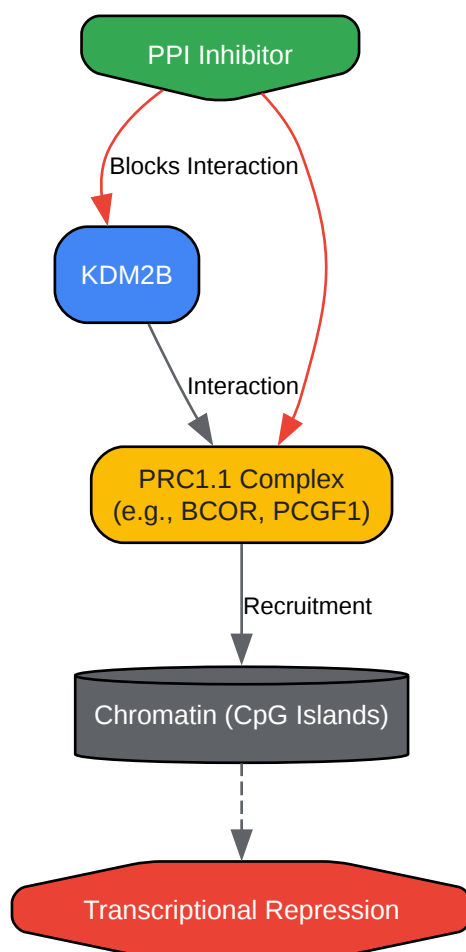 PPI Inhibitor
Blocks Interaction
KDM2B
Interaction
PRC1.1 Complex
(e.g., BCOR, PCGF1)
Recruitment
Chromatin (CpG Islands)
Transcriptional Repression